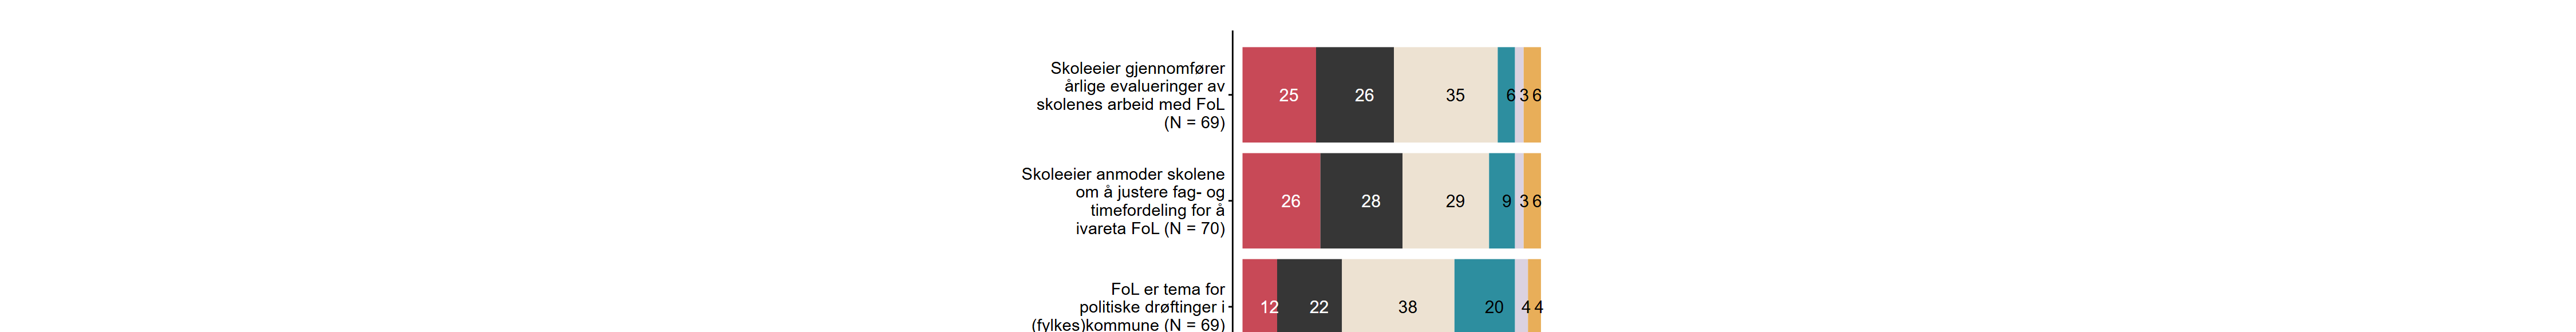 Skoleeier gjennomfører
årlige evalueringer av
skolenes arbeid med FoL
(N = 69)
25 26 35 6 3 6
Skoleeier anmoder skolene
om å justere fag- og
timefordeling for å
ivareta FoL (N = 70)
26 28 29 9 3 6
FoL er tema for
politiske drøftinger i
(fylkes)kommune (N = 69)
12 22 38 20 4 4